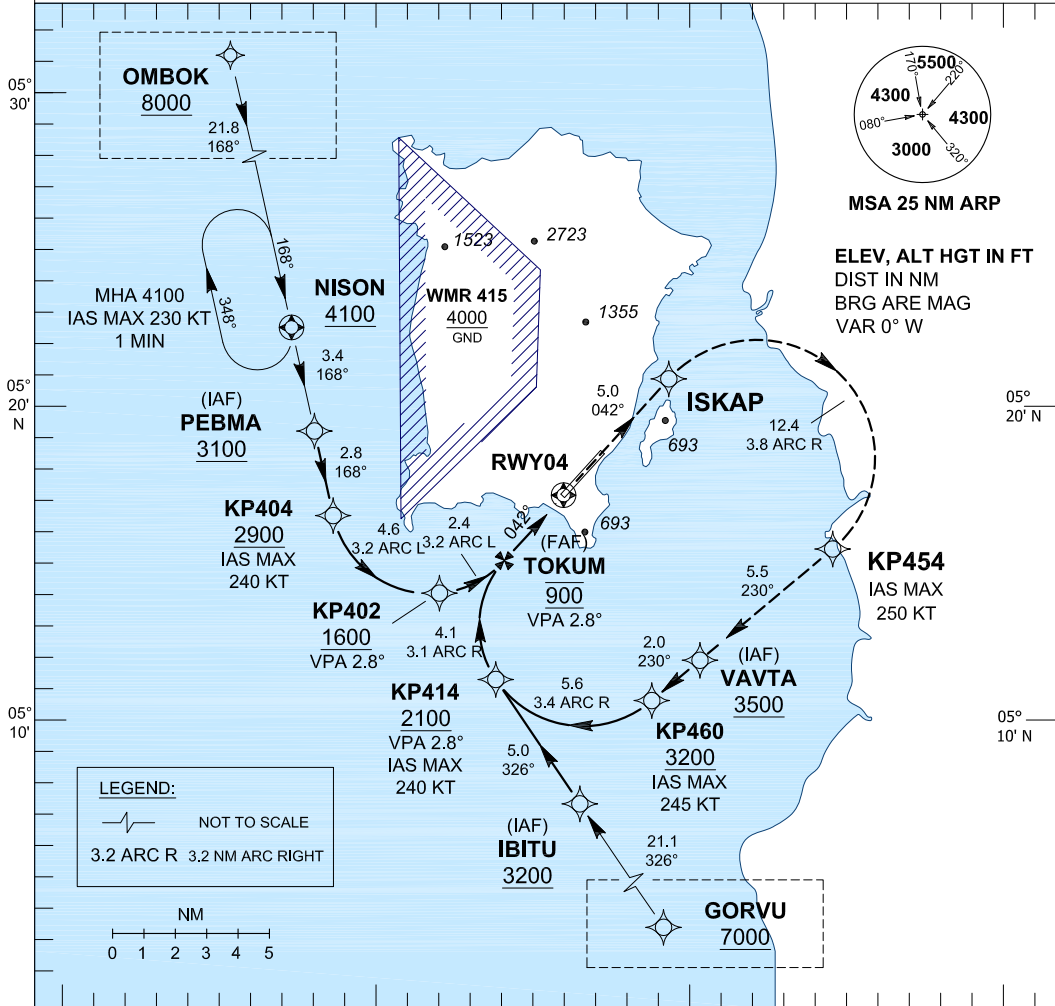 05°
30'
OMBOK
8000
21.8
168°
168°
348°
MHA 4100
IAS MAX 230 KT
1 MIN
NISON
4100
3.4
168°
(IAF)
PEBMA
3100
2.8
168°
KP404
2900
IAS MAX
240 KT
4.6
3.2 ARC L
2.4
3.2 ARC L
KP402
1600
VPA 2.8°
1523
2723
WMR 415
4000
GND
1355
5.0
042°
ISKAP
693
RWY04
042°
693
(FAF)
TOKUM
900
VPA 2.8°
4.1
3.1 ARC R
KP414
2100
VPA 2.8°
IAS MAX
240 KT
5.6
3.4 ARC R
5.0
326°
(IAF)
IBITU
3200
21.1
326°
GORVU
7000
KP460
3200
IAS MAX
245 KT
2.0
230°
(IAF)
VAVTA
3500
5.5
230°
KP454
IAS MAX
250 KT
12.4
3.8 ARC R
170°
5500
220°
4300
080°
4300
3000
320°
MSA 25 NM ARP
ELEV, ALT HGT IN FT
DIST IN NM
BRG ARE MAG
VAR 0° W
05°
20'
N
05°
20' N
05°
10'
05°
10' N
LEGEND:
NOT TO SCALE
3.2 ARC R 3.2 NM ARC RIGHT
NM
0 1 2 3 4 5